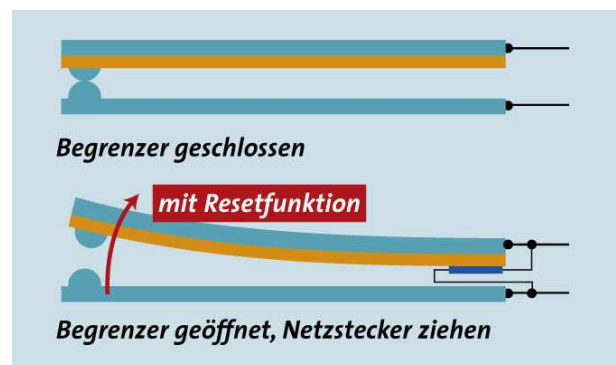 Begrenzer geschlossen
mit Resetfunktion
Begrenzer geöffnet, Netzstecker ziehen